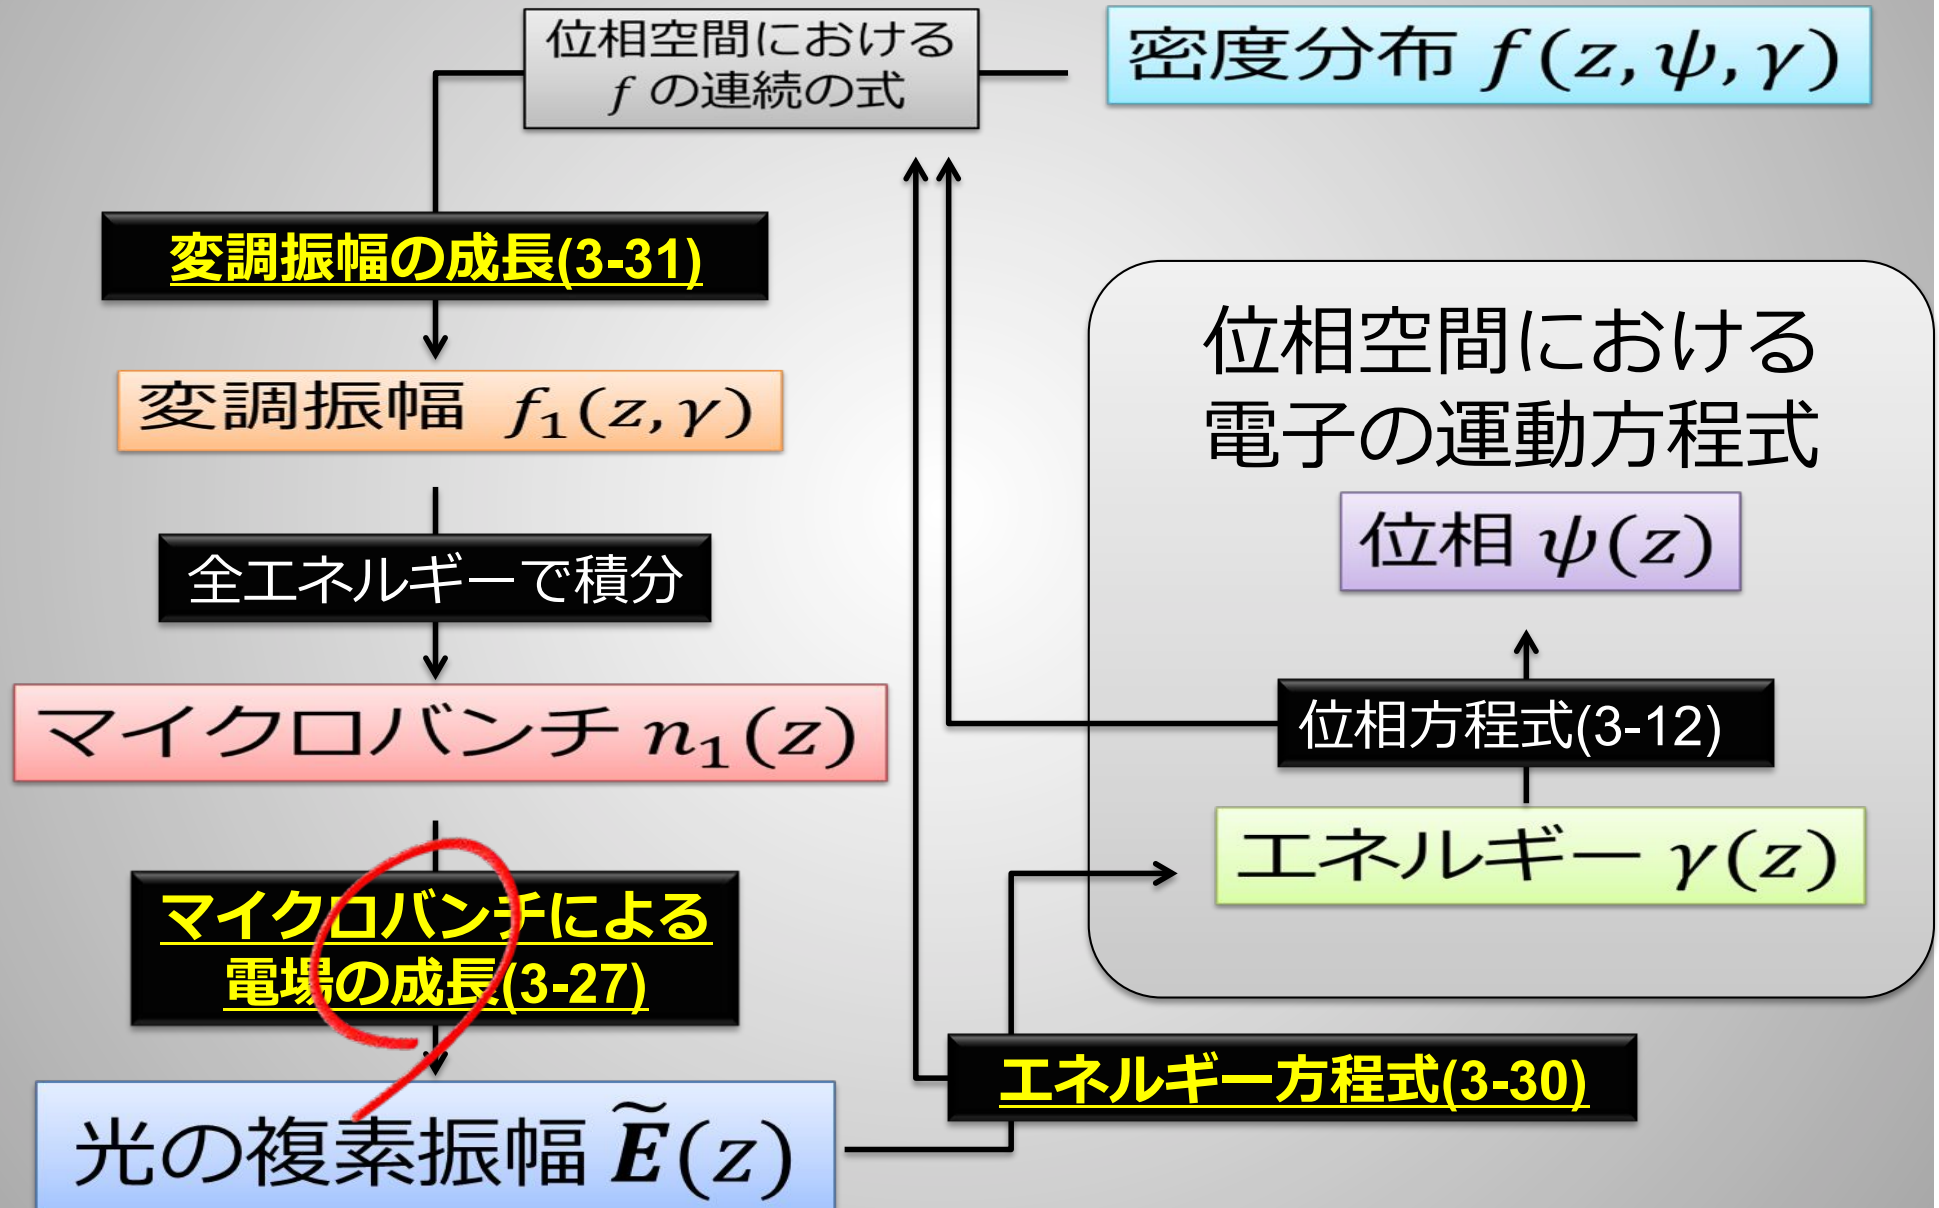 位相空間における
f の連続の式
密度分布 f(z, ψ, γ)
変調振幅の成長(3-31)
変調振幅 f₁(z, γ)
全エネルギーで積分
マイクロバンチ n₁(z)
マイクロバンチによる
電場の成長(3-27)
光の複素振幅 Ẽ(z)
位相空間における
電子の運動方程式
位相 ψ(z)
位相方程式(3-12)
エネルギー γ(z)
エネルギー方程式(3-30)